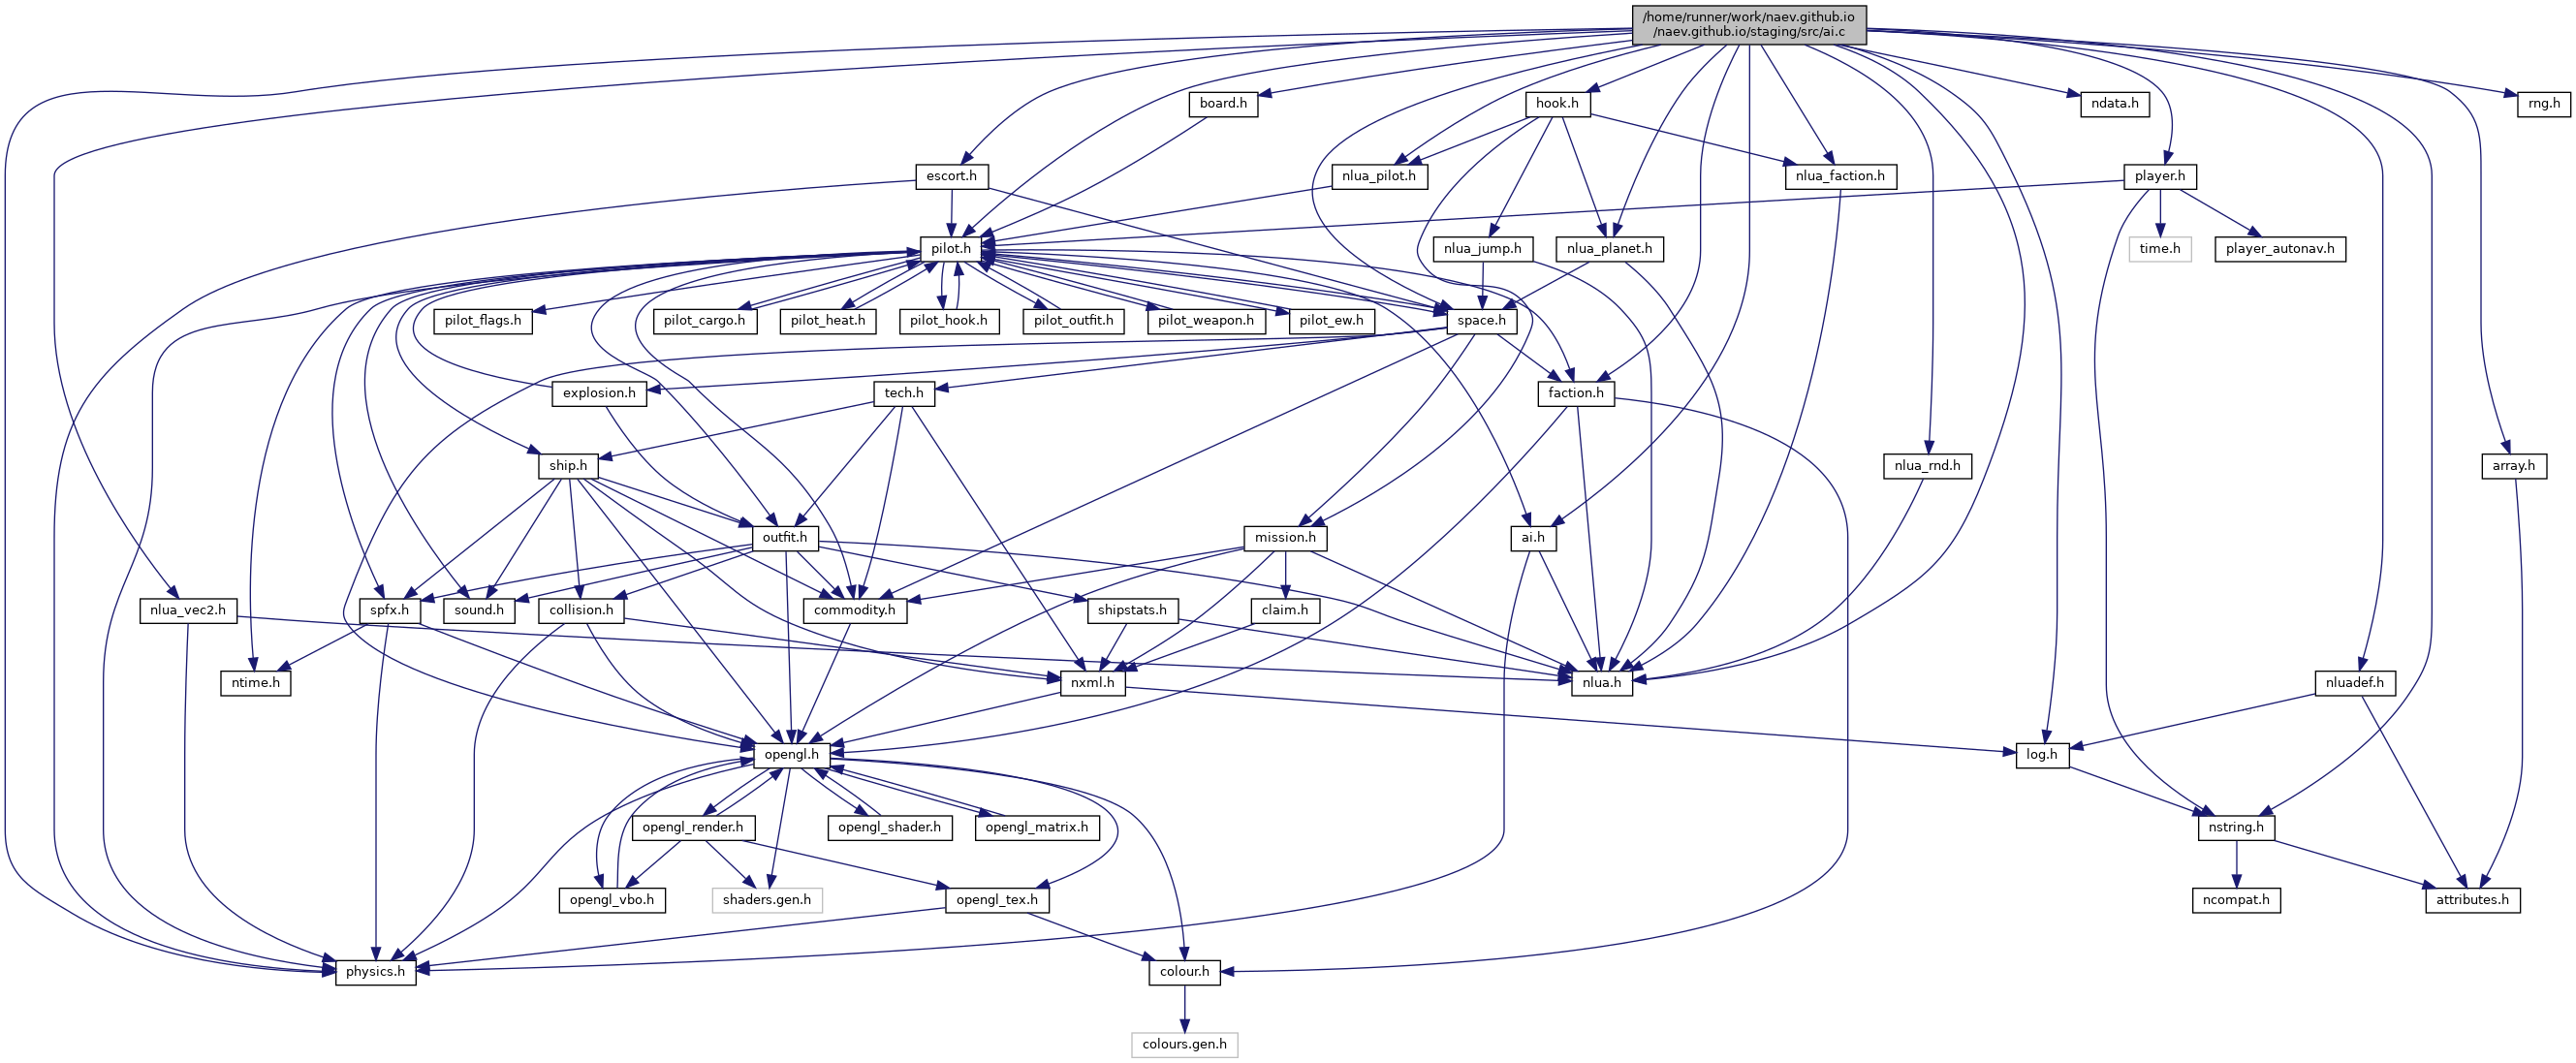 /home/runner/work/naev.github.io
/naev.github.io/staging/src/ai.c
board.h
hook.h
ndata.h
rng.h
escort.h
nlua_pilot.h
nlua_faction.h
player.h
pilot.h
nlua_jump.h
nlua_planet.h
time.h
player_autonav.h
pilot_flags.h
pilot_cargo.h
pilot_heat.h
pilot_hook.h
pilot_outfit.h
pilot_weapon.h
pilot_ew.h
space.h
explosion.h
tech.h
faction.h
ship.h
nlua_rnd.h
array.h
outfit.h
mission.h
ai.h
nlua_vec2.h
spfx.h
sound.h
collision.h
commodity.h
shipstats.h
claim.h
ntime.h
nxml.h
nlua.h
nluadef.h
opengl.h
log.h
opengl_render.h
opengl_shader.h
opengl_matrix.h
nstring.h
opengl_vbo.h
shaders.gen.h
opengl_tex.h
ncompat.h
attributes.h
physics.h
colour.h
colours.gen.h